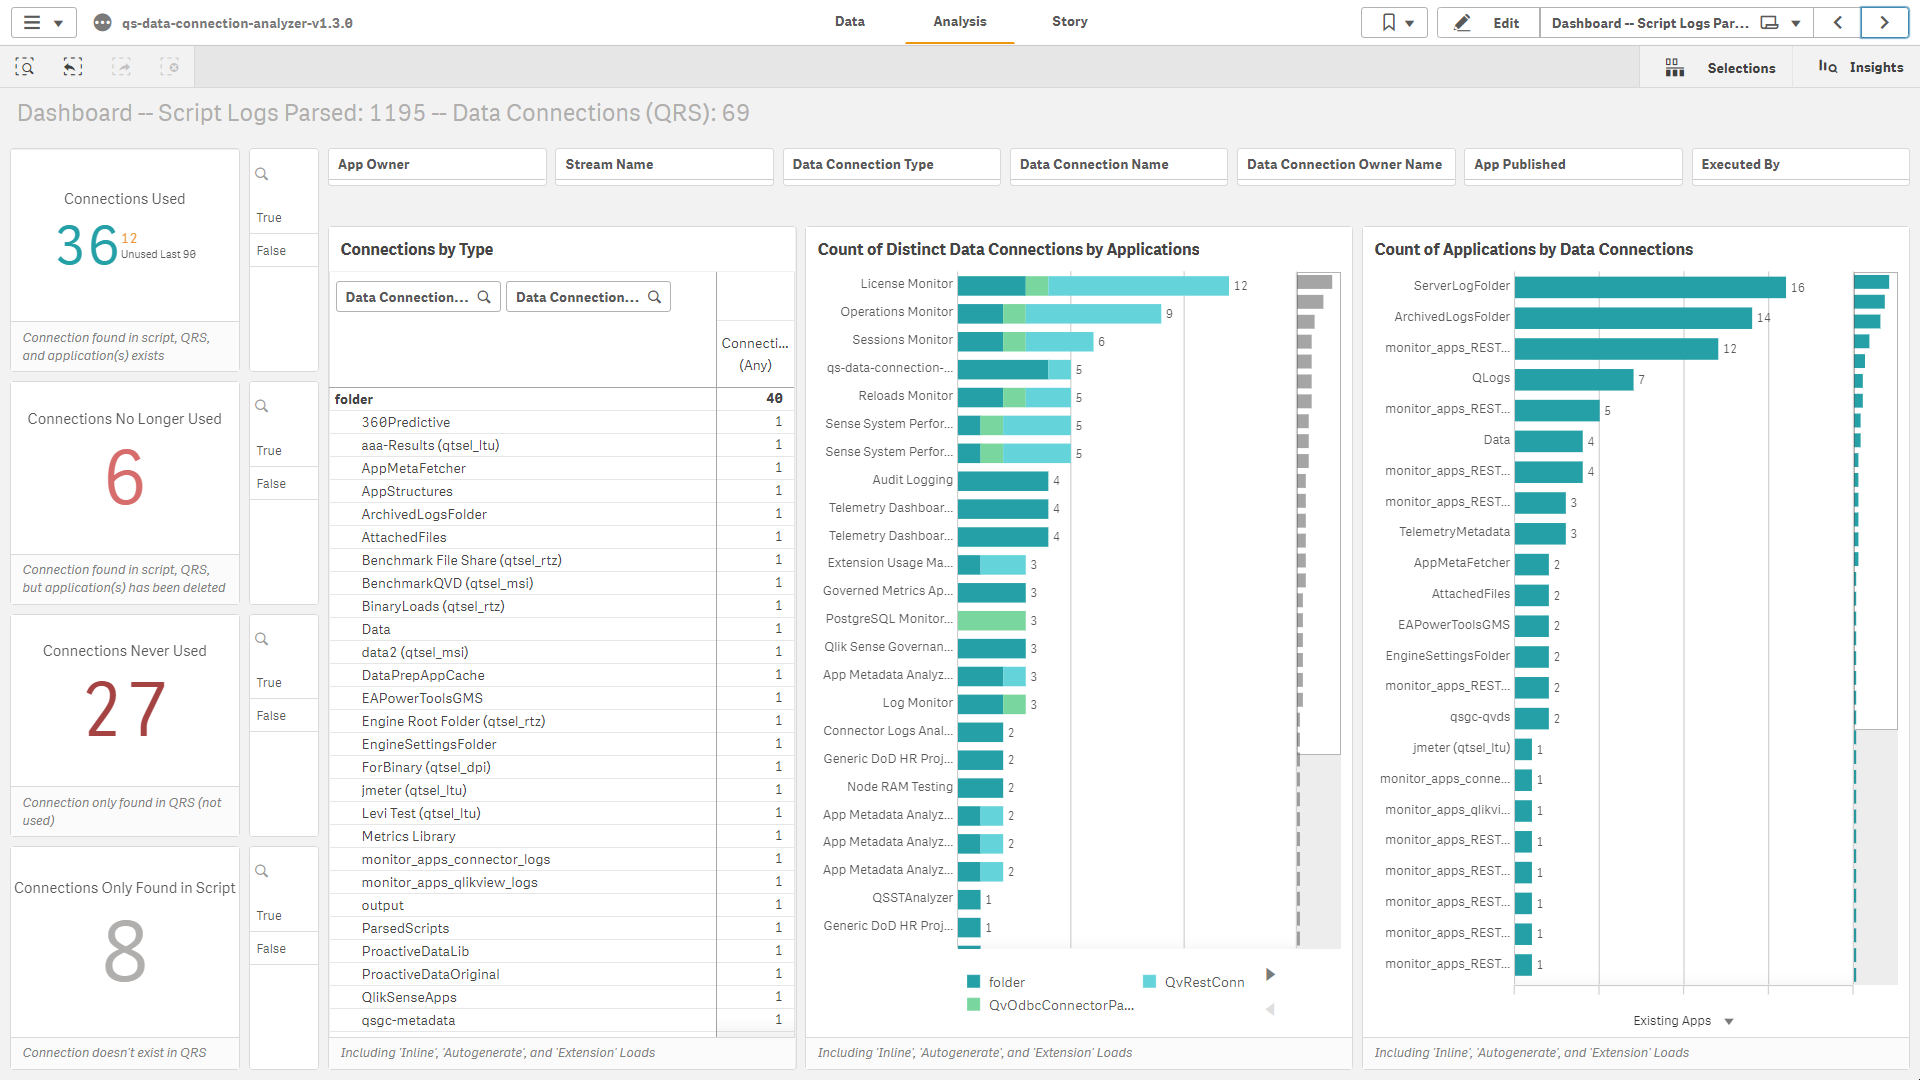 qs-data-connection-analyzer-v1.3.0
Data
Analysis
Story
Edit
Dashboard -- Script Logs Par...
Selections
Insights
Dashboard -- Script Logs Parsed: 1195 -- Data Connections (QRS): 69
Connections Used
36
12
Unused Last 90
Connection found in script, QRS,
and application(s) exists
True
False
Connections No Longer Used
6
Connection found in script, QRS,
but application(s) has been deleted
True
False
Connections Never Used
27
Connection only found in QRS (not
used)
True
False
Connections Only Found in Script
8
Connection doesn't exist in QRS
True
False
App Owner
Stream Name
Data Connection Type
Data Connection Name
Data Connection Owner Name
App Published
Executed By
Connections by Type
Data Connection...
Data Connection...
Connecti...
(Any)
folder 40
360Predictive 1
aaa-Results (qtsel_ltu) 1
AppMetaFetcher 1
AppStructures 1
ArchivedLogsFolder 1
AttachedFiles 1
Benchmark File Share (qtsel_rtz) 1
BenchmarkQVD (qtsel_msi) 1
BinaryLoads (qtsel_rtz) 1
Data 1
data2 (qtsel_msi) 1
DataPrepAppCache 1
EAPowerToolsGMS 1
Engine Root Folder (qtsel_rtz) 1
EngineSettingsFolder 1
ForBinary (qtsel_dpi) 1
jmeter (qtsel_ltu) 1
Levi Test (qtsel_ltu) 1
Metrics Library 1
monitor_apps_connector_logs 1
monitor_apps_qlikview_logs 1
output 1
ParsedScripts 1
ProactiveDataLib 1
ProactiveDataOriginal 1
QlikSenseApps 1
qsgc-metadata 1
Including 'Inline', 'Autogenerate', and 'Extension' Loads
Count of Distinct Data Connections by Applications
License Monitor 12
Operations Monitor 9
Sessions Monitor 6
qs-data-connection-... 5
Reloads Monitor 5
Sense System Perfor... 5
Sense System Perfor... 5
Audit Logging 4
Telemetry Dashboar... 4
Telemetry Dashboar... 4
Extension Usage Ma... 3
Governed Metrics Ap... 3
PostgreSQL Monitor... 3
Qlik Sense Governan... 3
App Metadata Analyz... 3
Log Monitor 3
Connector Logs Anal... 2
Generic DoD HR Proj... 2
Node RAM Testing 2
App Metadata Analyz... 2
App Metadata Analyz... 2
App Metadata Analyz... 2
QSSTAnalyzer 1
Generic DoD HR Proj... 1
folder
QvRestConn
QvOdbcConnectorPa...
Including 'Inline', 'Autogenerate', and 'Extension' Loads
Count of Applications by Data Connections
ServerLogFolder 16
ArchivedLogsFolder 14
monitor_apps_REST... 12
QLogs 7
monitor_apps_REST... 5
Data 4
monitor_apps_REST... 4
monitor_apps_REST... 3
TelemetryMetadata 3
AppMetaFetcher 2
AttachedFiles 2
EAPowerToolsGMS 2
EngineSettingsFolder 2
monitor_apps_REST... 2
qsgc-qvds 2
jmeter (qtsel_ltu) 1
monitor_apps_conne... 1
monitor_apps_qlikvi... 1
monitor_apps_REST... 1
monitor_apps_REST... 1
monitor_apps_REST... 1
monitor_apps_REST... 1
monitor_apps_REST... 1
Existing Apps
Including 'Inline', 'Autogenerate', and 'Extension' Loads